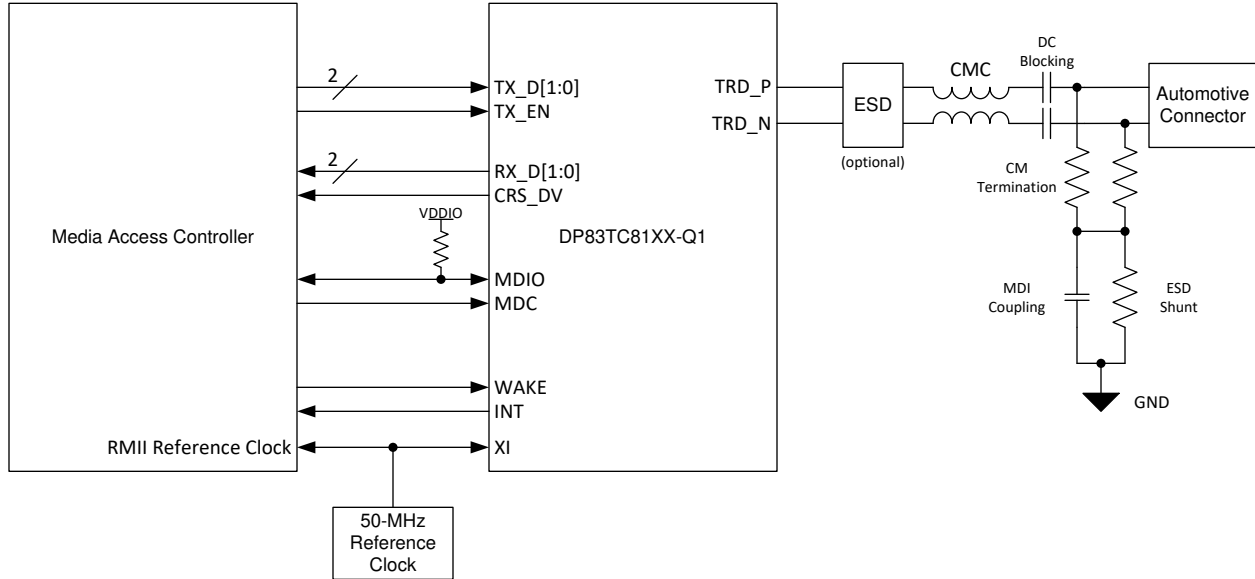 Media Access Controller
RMII Reference Clock
2
2
VDDIO
50-MHz
Reference
Clock
TX_D[1:0]
TX_EN
RX_D[1:0]
CRS_DV
MDIO
MDC
WAKE
INT
XI
DP83TC81XX-Q1
TRD_P
TRD_N
ESD
(optional)
CMC
DC
Blocking
Automotive
Connector
CM
Termination
MDI
Coupling
ESD
Shunt
GND